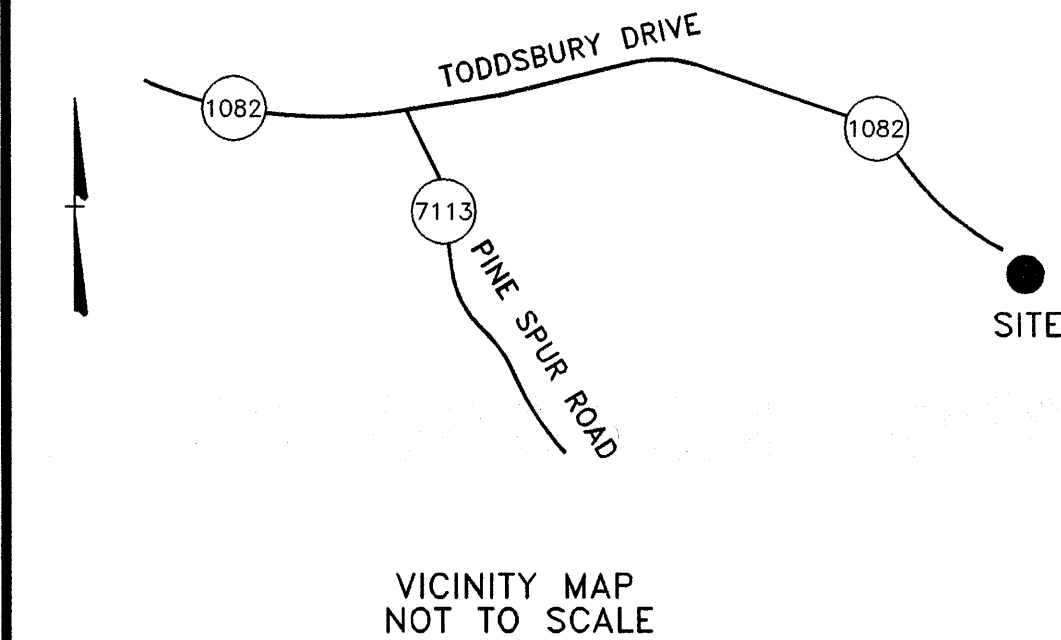 TODDSBURY DRIVE
1082
1082
7113
PINE SPUR ROAD
SITE
VICINITY MAP
NOT TO SCALE